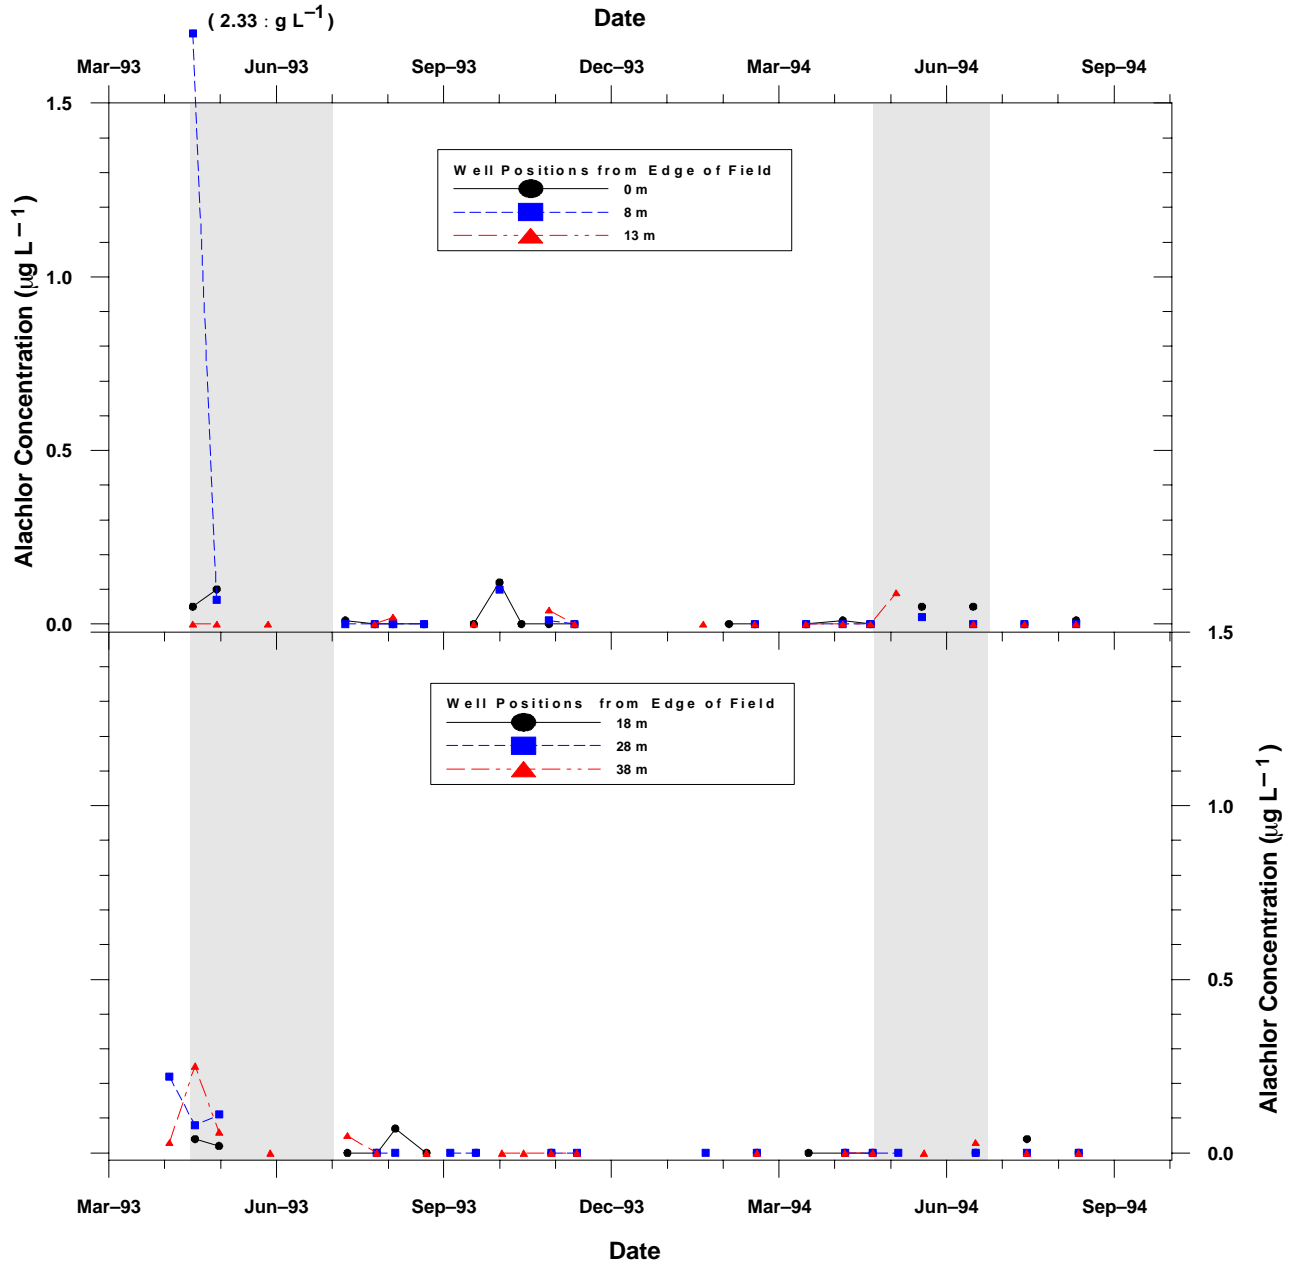 ( 2.33 : g L–1)
Date
Mar–93 Jun–93 Sep–93 Dec–93 Mar–94 Jun–94 Sep–94
1.5
Well Positions from Edge of Field
0 m
8 m
13 m
1.0
Alachlor Concentration (µg L–1)
0.5
0.0
1.5
Well Positions from Edge of Field
18 m
28 m
38 m
1.0
Alachlor Concentration (µg L–1)
0.5
0.0
Mar–93 Jun–93 Sep–93 Dec–93 Mar–94 Jun–94 Sep–94
Date